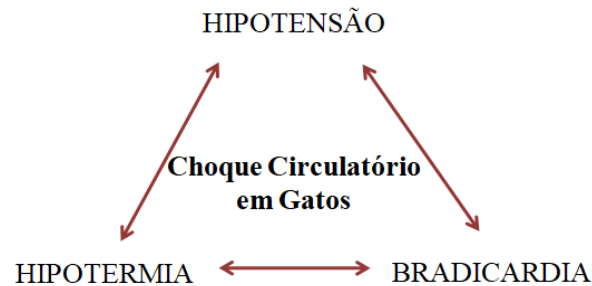 HIPOTENSÃO
Choque Circulatório
em Gatos
HIPOTERMIA
BRADICARDIA